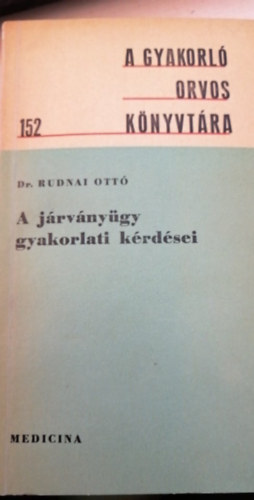 A GYAKORLÓ
ORVOS
152 KÖNYVTÁRA
Dr. RUDNAI OTTÓ
A járványügy
gyakorlati kérdései
MEDICINA